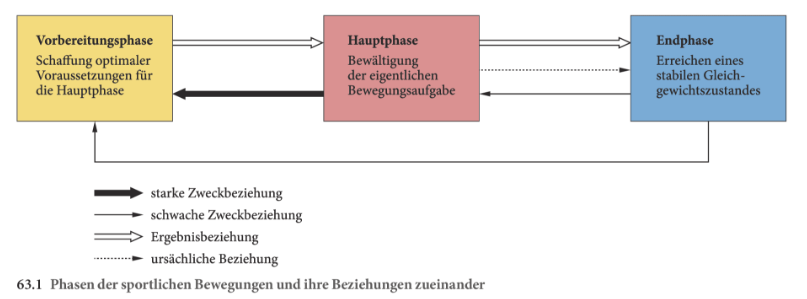 Vorbereitungsphase
Schaffung optimaler
Voraussetzungen für
die Hauptphase
Hauptphase
Bewältigung
der eigentlichen
Bewegungsaufgabe
Endphase
Erreichen eines
stabilen Gleich-
gewichtszustandes
starke Zweckbeziehung
schwache Zweckbeziehung
Ergebnisbeziehung
ursächliche Beziehung
63.1 Phasen der sportlichen Bewegungen und ihre Beziehungen zueinander